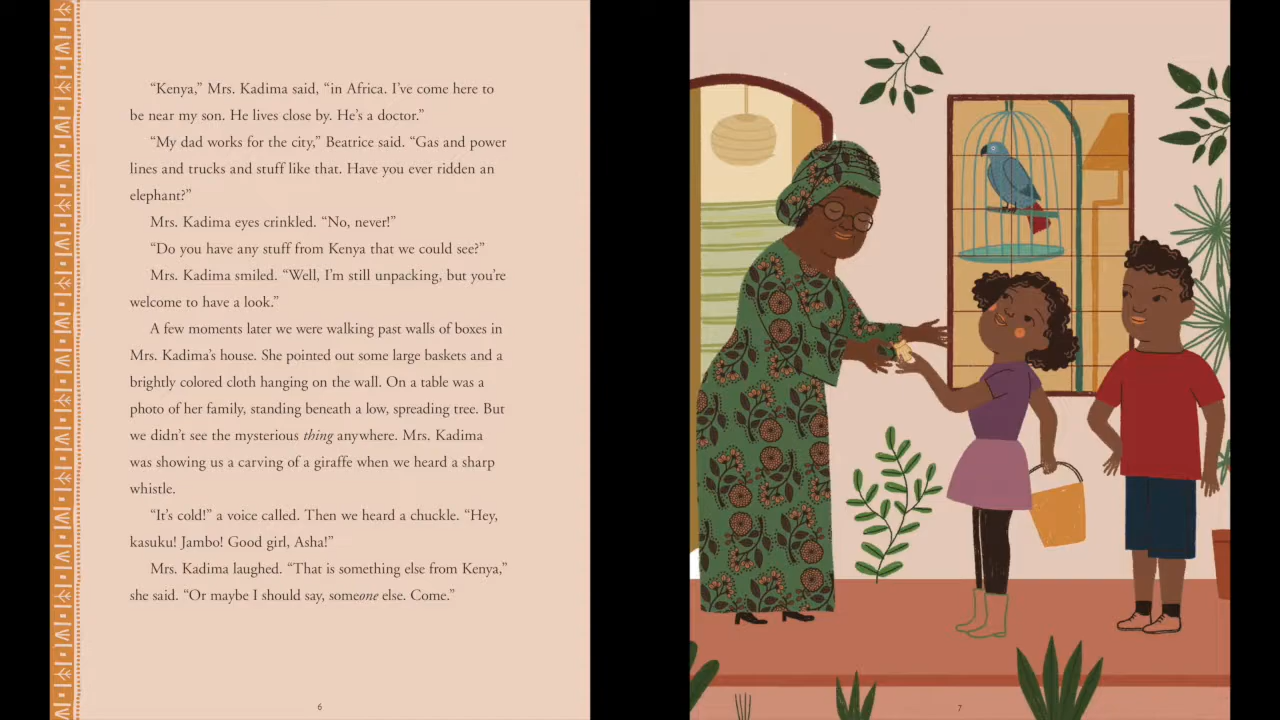 “Kenya,” Mrs. Kadima said, “in Africa. I’ve come here to
be near my son. He lives close by. He’s a doctor.”
“My dad works for the city,” Beatrice said. “Gas and power
lines and trucks and stuff like that. Have you ever ridden an
elephant?”
Mrs. Kadima eyes crinkled. “No, never!”
“Do you have any stuff from Kenya that we could see?”
Mrs. Kadima smiled. “Well, I’m still unpacking, but you’re
welcome to have a look.”
A few moments later we were walking past walls of boxes in
Mrs. Kadima’s house. She pointed out some large baskets and a
brightly colored cloth hanging on the wall. On a table was a
photo of her family standing beneath a low, spreading tree. But
we didn’t see the mysterious thing anywhere. Mrs. Kadima
was showing us a carving of a giraffe when we heard a sharp
whistle.
“It’s cold!” a voice called. Then we heard a chuckle. “Hey,
kasuku! Jambo! Good girl, Asha!”
Mrs. Kadima laughed. “That is something else from Kenya,”
she said. “Or maybe I should say, someone else. Come.”
6
7